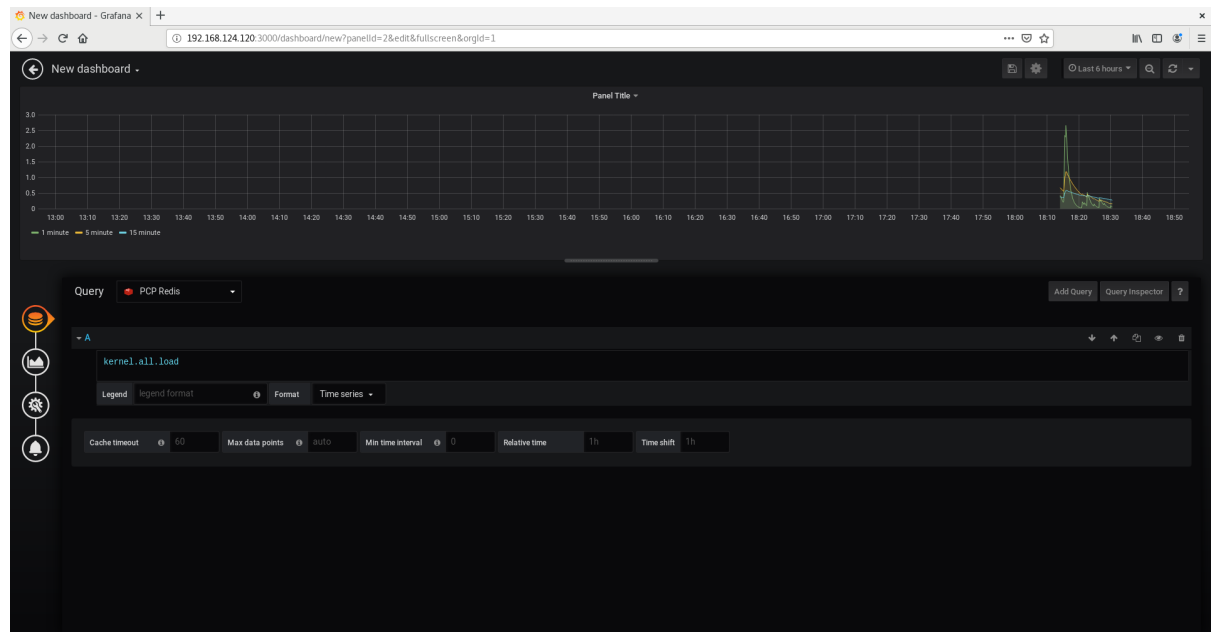 New dashboard - Grafana
192.168.124.120:3000/dashboard/new?panelId=2&edit&fullscreen&orgId=1
New dashboard
Last 6 hours
Panel Title
3.0
2.5
2.0
1.5
1.0
0.5
0
13:00 13:10 13:20 13:30 13:40 13:50 14:00 14:10 14:20 14:30 14:40 14:50 15:00 15:10 15:20 15:30 15:40 15:50 16:00 16:10 16:20 16:30 16:40 16:50 17:00 17:10 17:20 17:30 17:40 17:50 18:00 18:10 18:20 18:30 18:40 18:50
1 minute 5 minute 15 minute
Query PCP Redis Add Query Query Inspector ?
A
kernel.all.load
Legend legend format Format Time series
Cache timeout 60 Max data points auto Min time interval 0 Relative time 1h Time shift 1h